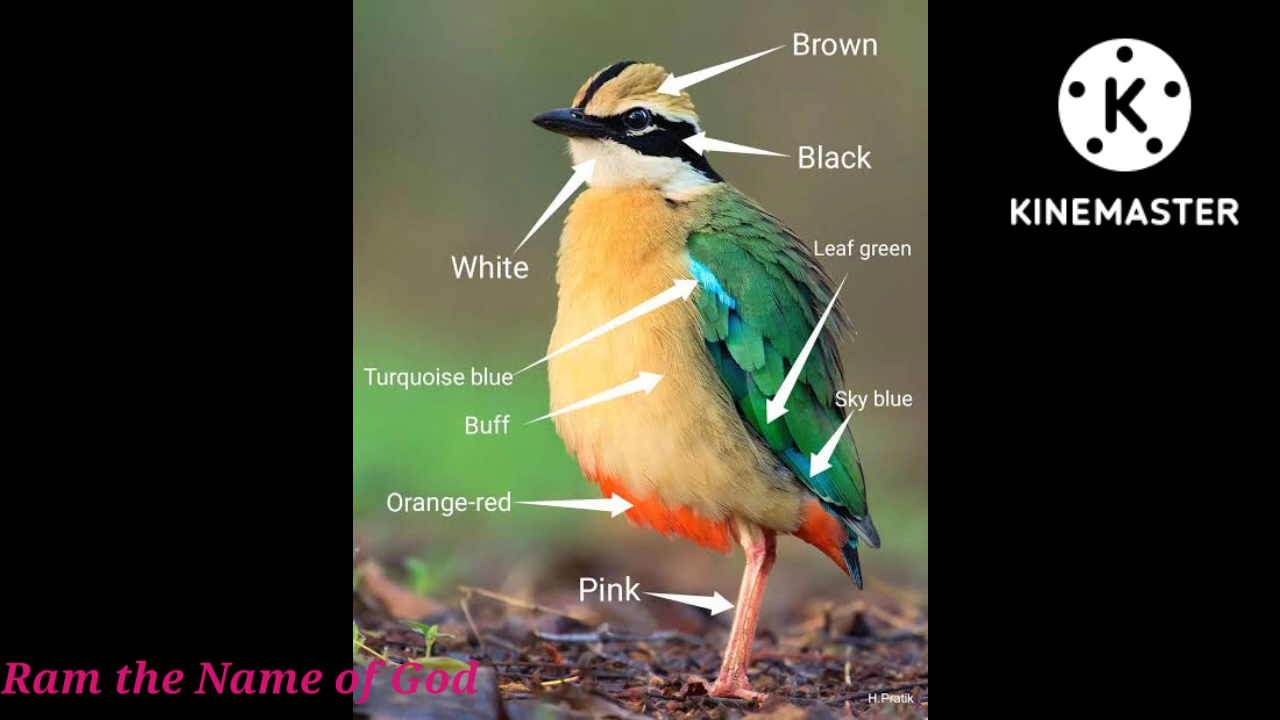 Brown
Black
Leaf green
White
Turquoise blue
Sky blue
Buff
Orange-red
Pink
H.Pratik
Ram the Name of God
K
KINEMASTER